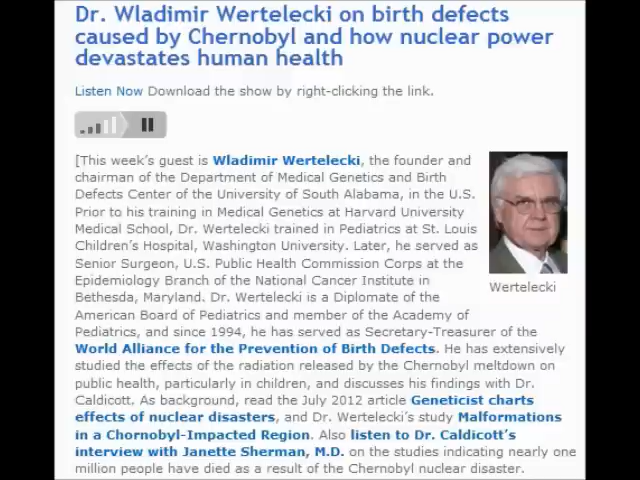 Dr. Wladimir Wertelecki on birth defects
caused by Chernobyl and how nuclear power
devastates human health
Listen Now Download the show by right-clicking the link.
[This week's guest is Wladimir Wertelecki, the founder and
chairman of the Department of Medical Genetics and Birth
Defects Center of the University of South Alabama, in the U.S.
Prior to his training in Medical Genetics at Harvard University
Medical School, Dr. Wertelecki trained in Pediatrics at St. Louis
Children's Hospital, Washington University. Later, he served as
Senior Surgeon, U.S. Public Health Commission Corps at the
Epidemiology Branch of the National Cancer Institute in
Bethesda, Maryland. Dr. Wertelecki is a Diplomate of the
American Board of Pediatrics and member of the Academy of
Pediatrics, and since 1994, he has served as Secretary-Treasurer of the
World Alliance for the Prevention of Birth Defects. He has extensively
studied the effects of the radiation released by the Chernobyl meltdown on
public health, particularly in children, and discusses his findings with Dr.
Caldicott. As background, read the July 2012 article Geneticist charts
effects of nuclear disasters, and Dr. Wertelecki's study Malformations
in a Chornobyl-Impacted Region. Also listen to Dr. Caldicott's
interview with Janette Sherman, M.D. on the studies indicating nearly one
million people have died as a result of the Chernobyl nuclear disaster.
Wertelecki